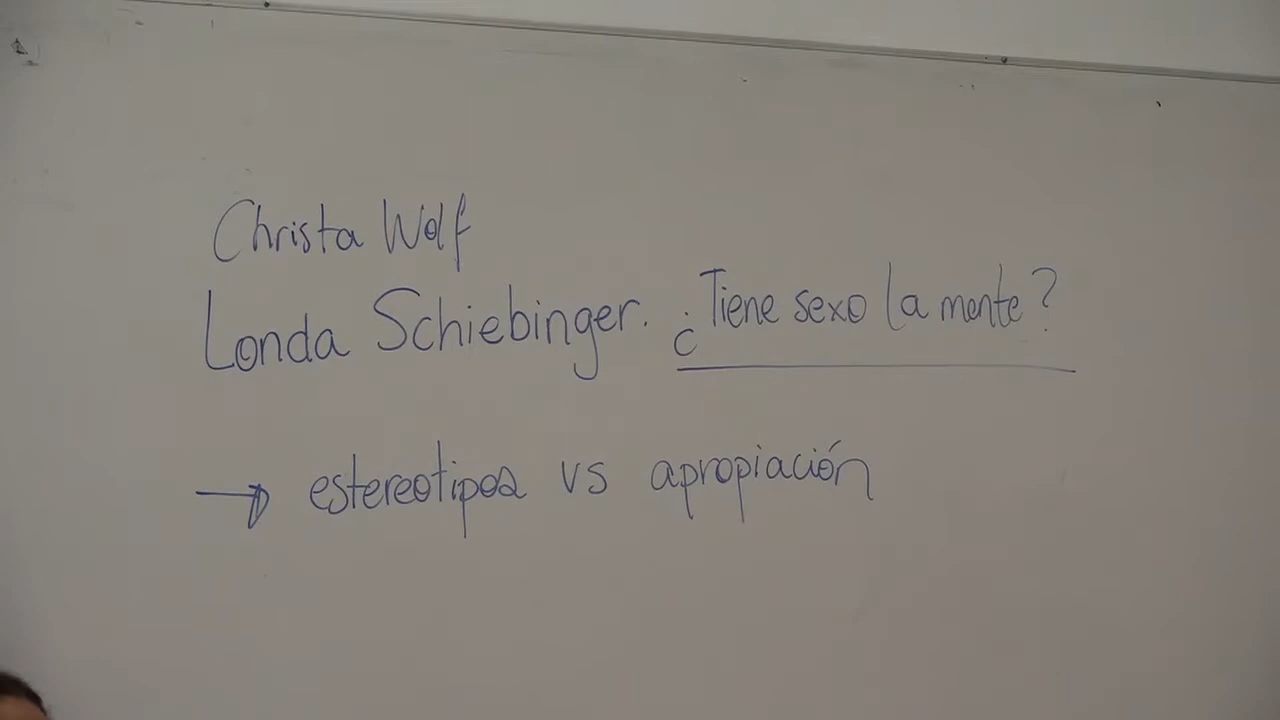 Christa Wolf
Londa Schiebinger. ¿Tiene sexo la mente?
→ estereotipos vs apropiación